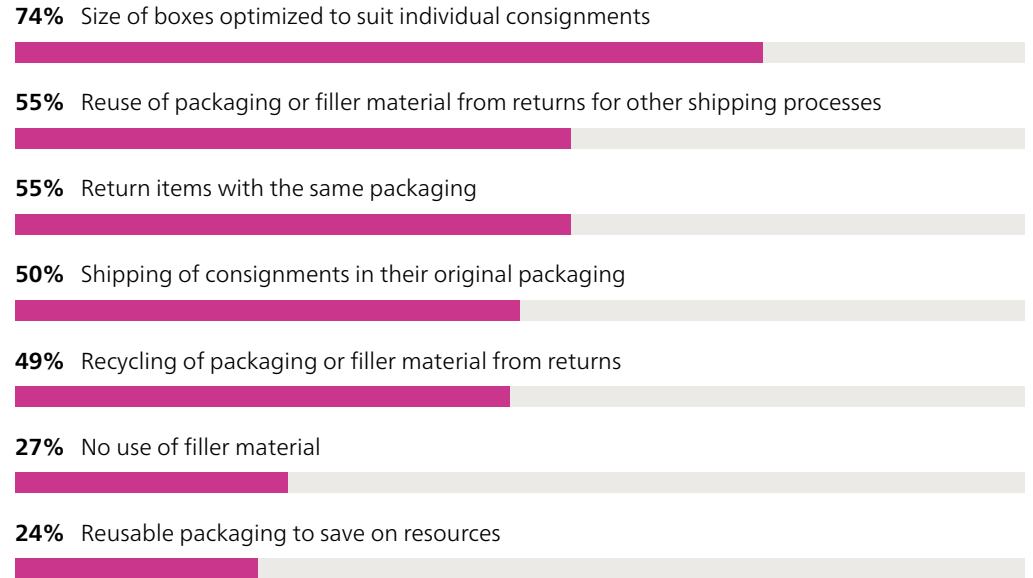 74% Size of boxes optimized to suit individual consignments
55% Reuse of packaging or filler material from returns for other shipping processes
55% Return items with the same packaging
50% Shipping of consignments in their original packaging
49% Recycling of packaging or filler material from returns
27% No use of filler material
24% Reusable packaging to save on resources